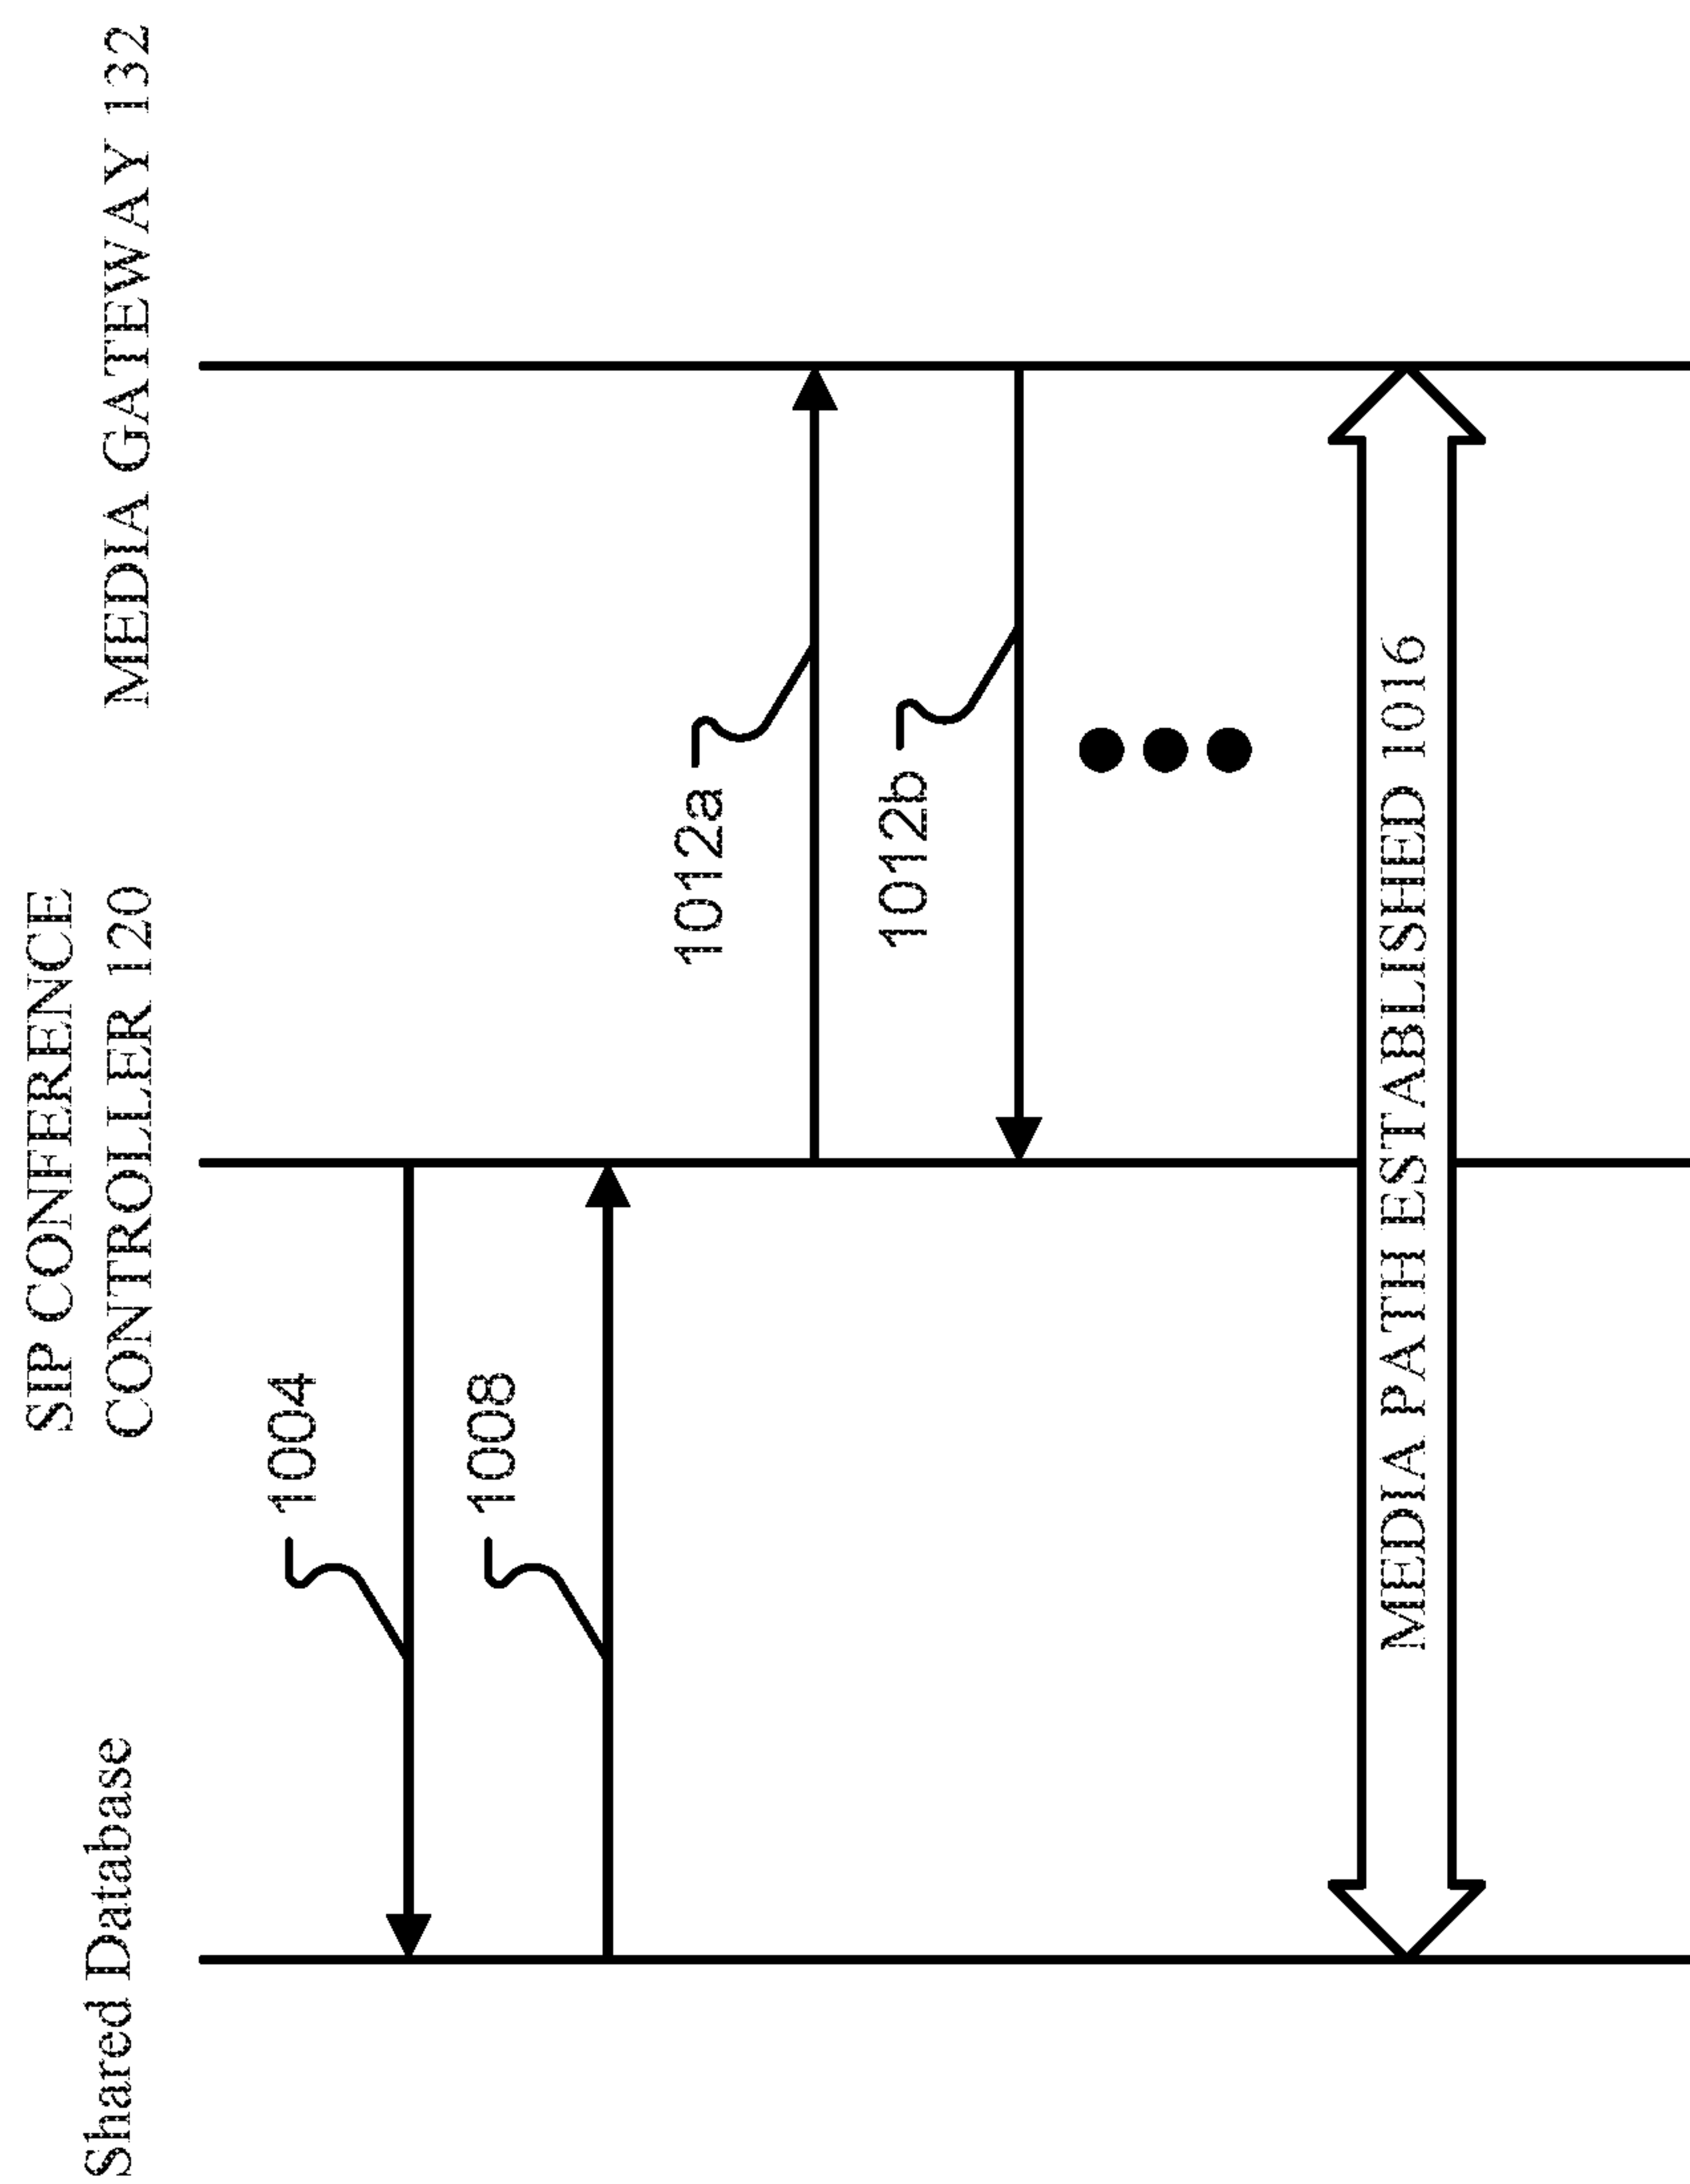 Shared Database
SIP CONFERENCE
CONTROLLER 120
MEDIA GATEWAY 132
1004
1008
1012a
1012b
MEDIA PATH ESTABLISHED 1016